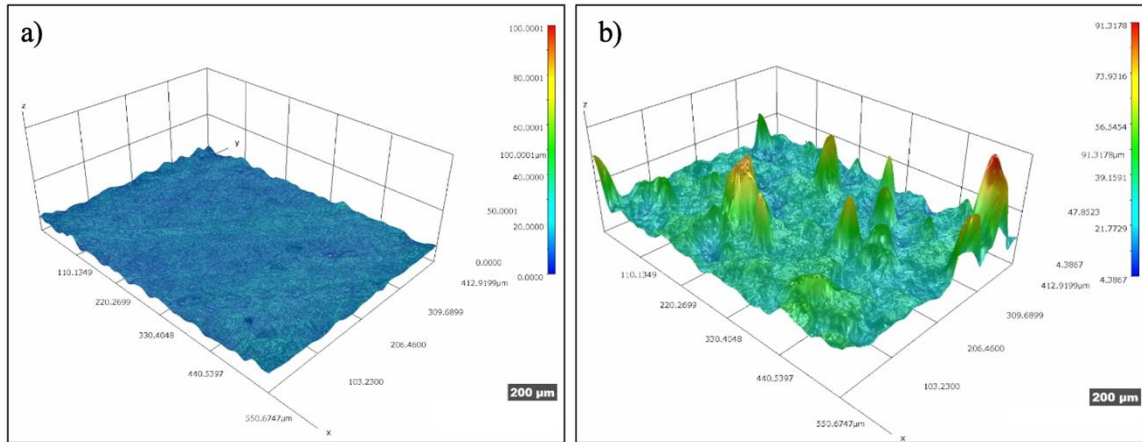 a)
100.0001
80.0001
60.0001
100.0001µm
40.0000
50.0001
20.0000
0.0000
0.0000
412.9199µm
309.6899
206.4600
103.2300
110.1349
220.2699
330.4048
440.5397
550.6747µm
z
y
x
200 µm
b)
91.3178
73.9316
56.5454
91.3178µm
39.1591
47.8523
21.7729
4.3867
4.3867
412.9199µm
309.6899
206.4600
103.2300
110.1349
220.2699
330.4048
440.5397
550.6747µm
z
x
200 µm